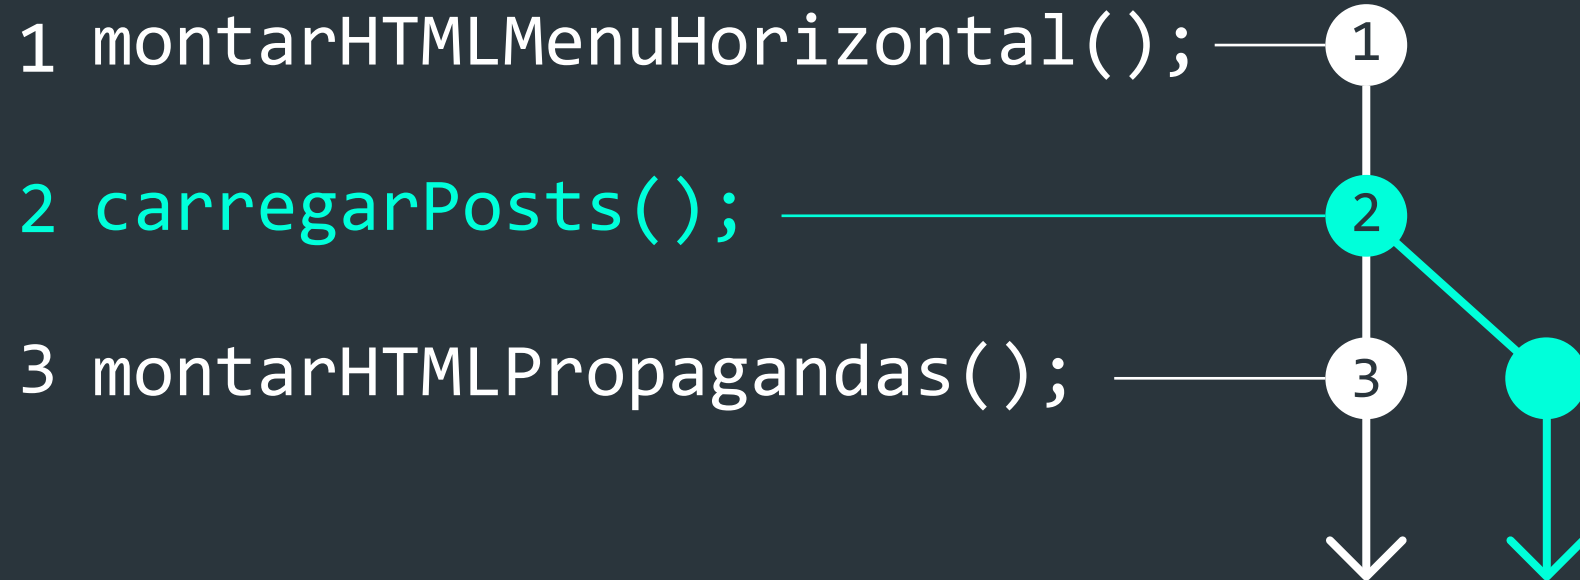 1 montarHTMLMenuHorizontal(); 1
2 carregarPosts(); 2
3 montarHTMLPropagandas(); 3